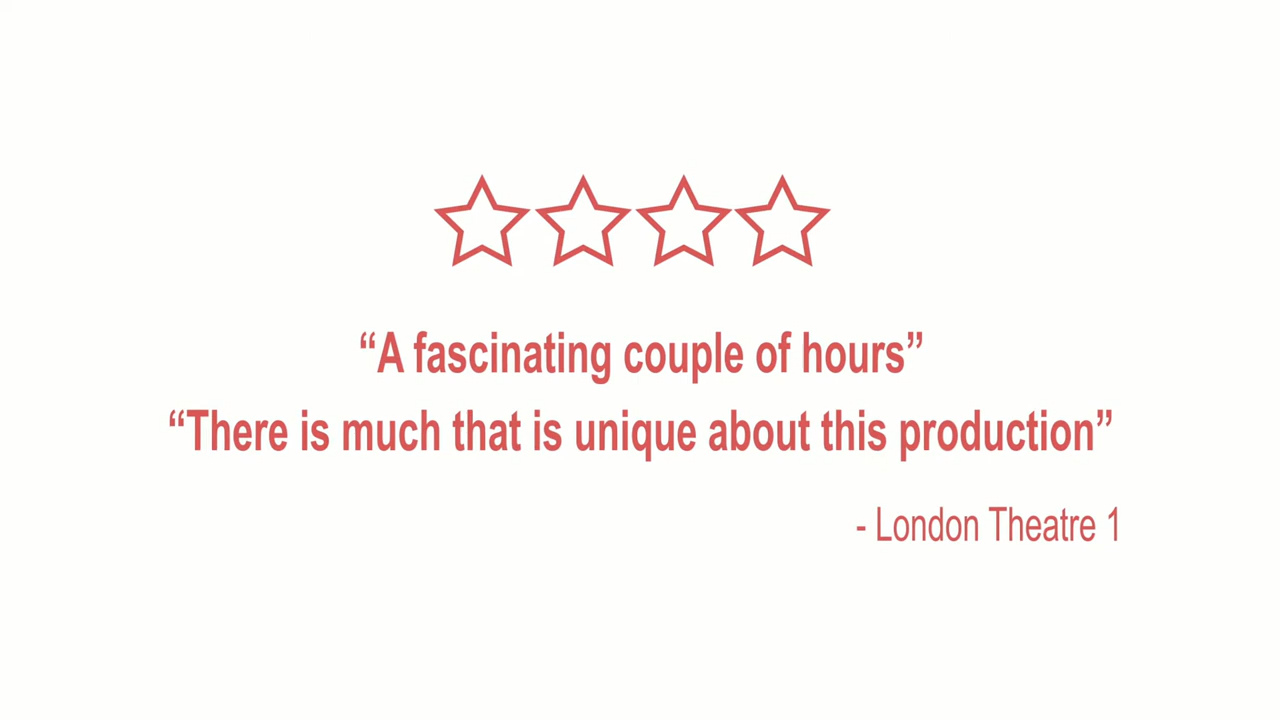 “A fascinating couple of hours”
“There is much that is unique about this production”
- London Theatre 1